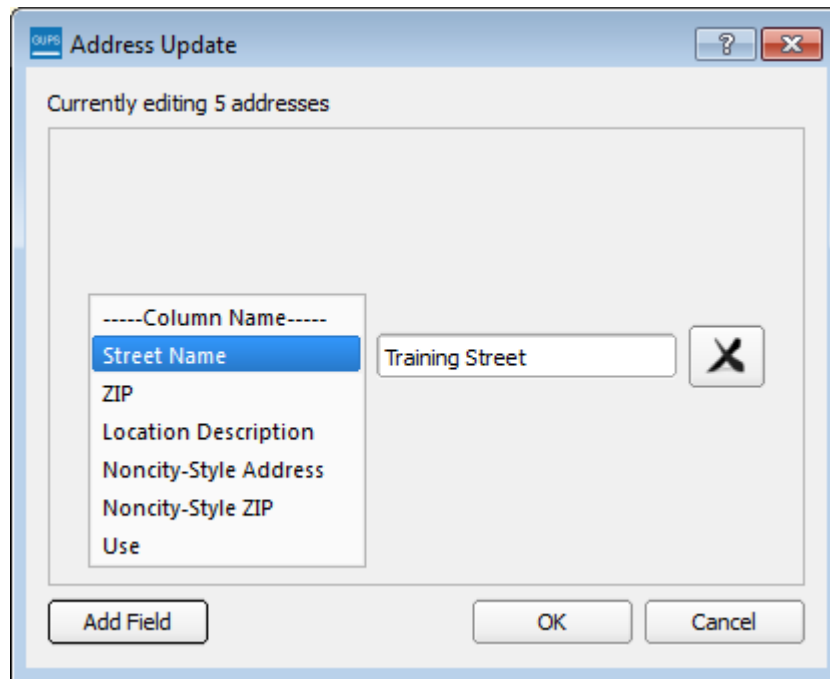 GUPS Address Update
Currently editing 5 addresses
-----Column Name-----
Street Name Training Street
ZIP
Location Description
Noncity-Style Address
Noncity-Style ZIP
Use
Add Field OK Cancel